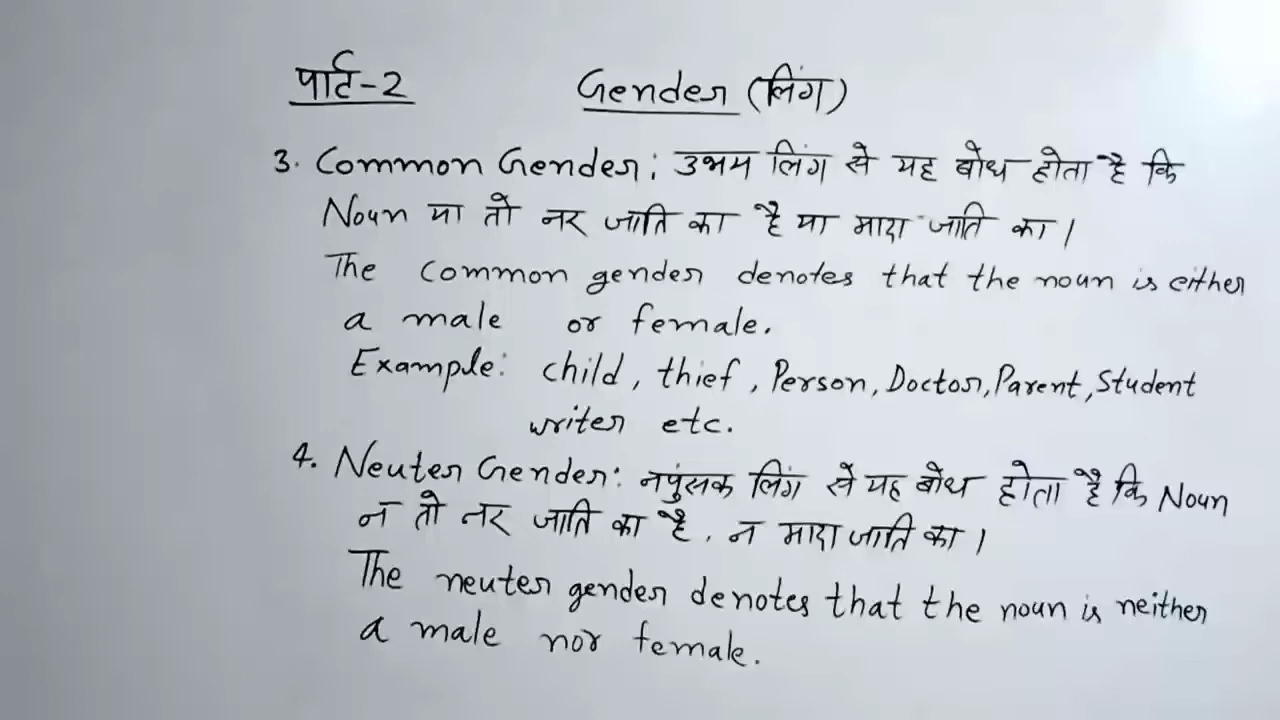 पार्ट-2 Gender (लिंग)
3. Common Gender: उभय लिंग से यह बोध होता है कि
Noun या तो नर जाति का है या मादा जाति का।
The common gender denotes that the noun is either
a male or female.
Example: child, thief, Person, Doctor, Parent, Student
writer etc.
4. Neuter Gender: नपुंसक लिंग से यह बोध होता है कि Noun
न तो नर जाति का है, न मादा जाति का।
The neuter gender denotes that the noun is neither
a male nor female.